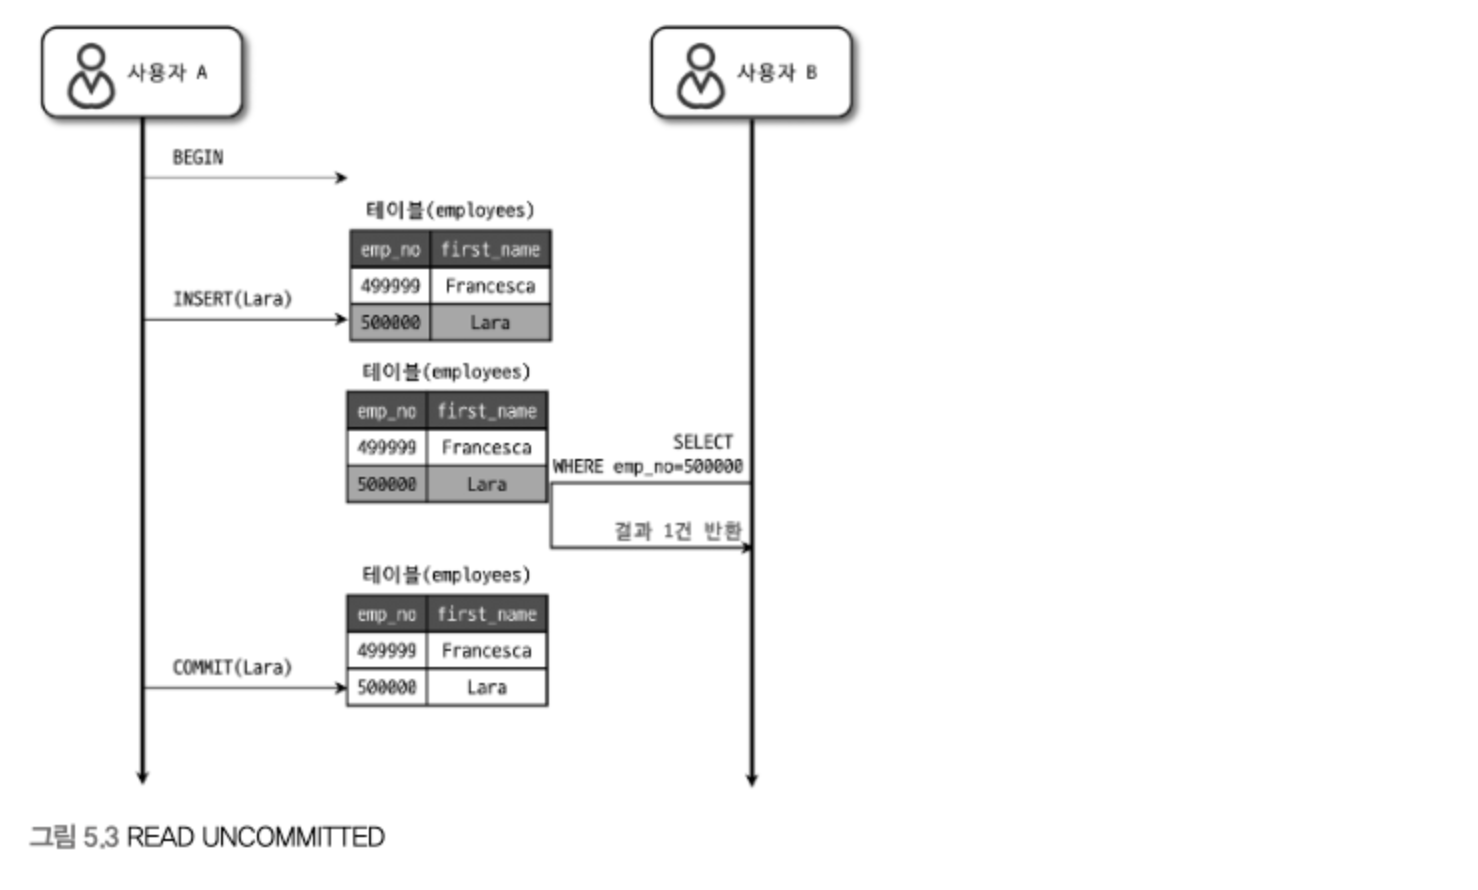 사용자 A
사용자 B
BEGIN
테이블(employees)
emp_no first_name
499999 Francesca
INSERT(Lara)
500000 Lara
테이블(employees)
emp_no first_name
499999 Francesca
500000 Lara
SELECT
WHERE emp_no=500000
결과 1건 반환
테이블(employees)
emp_no first_name
499999 Francesca
COMMIT(Lara)
500000 Lara
그림 5.3 READ UNCOMMITTED